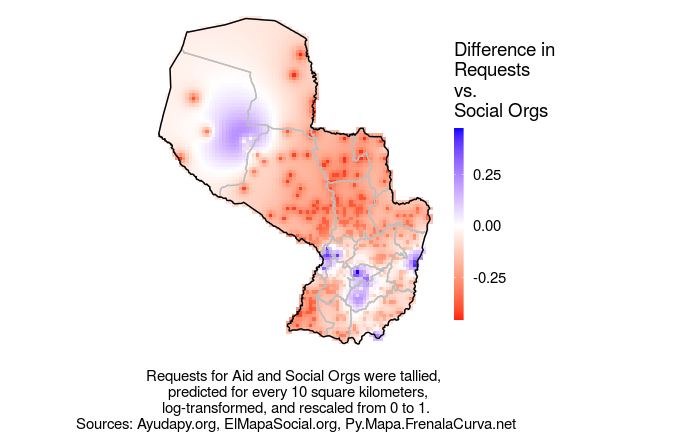 Difference in
Requests
vs.
Social Orgs
0.25
0.00
-0.25
Requests for Aid and Social Orgs were tallied,
predicted for every 10 square kilometers,
log-transformed, and rescaled from 0 to 1.
Sources: Ayudapy.org, ElMapaSocial.org, Py.Mapa.FrenalaCurva.net